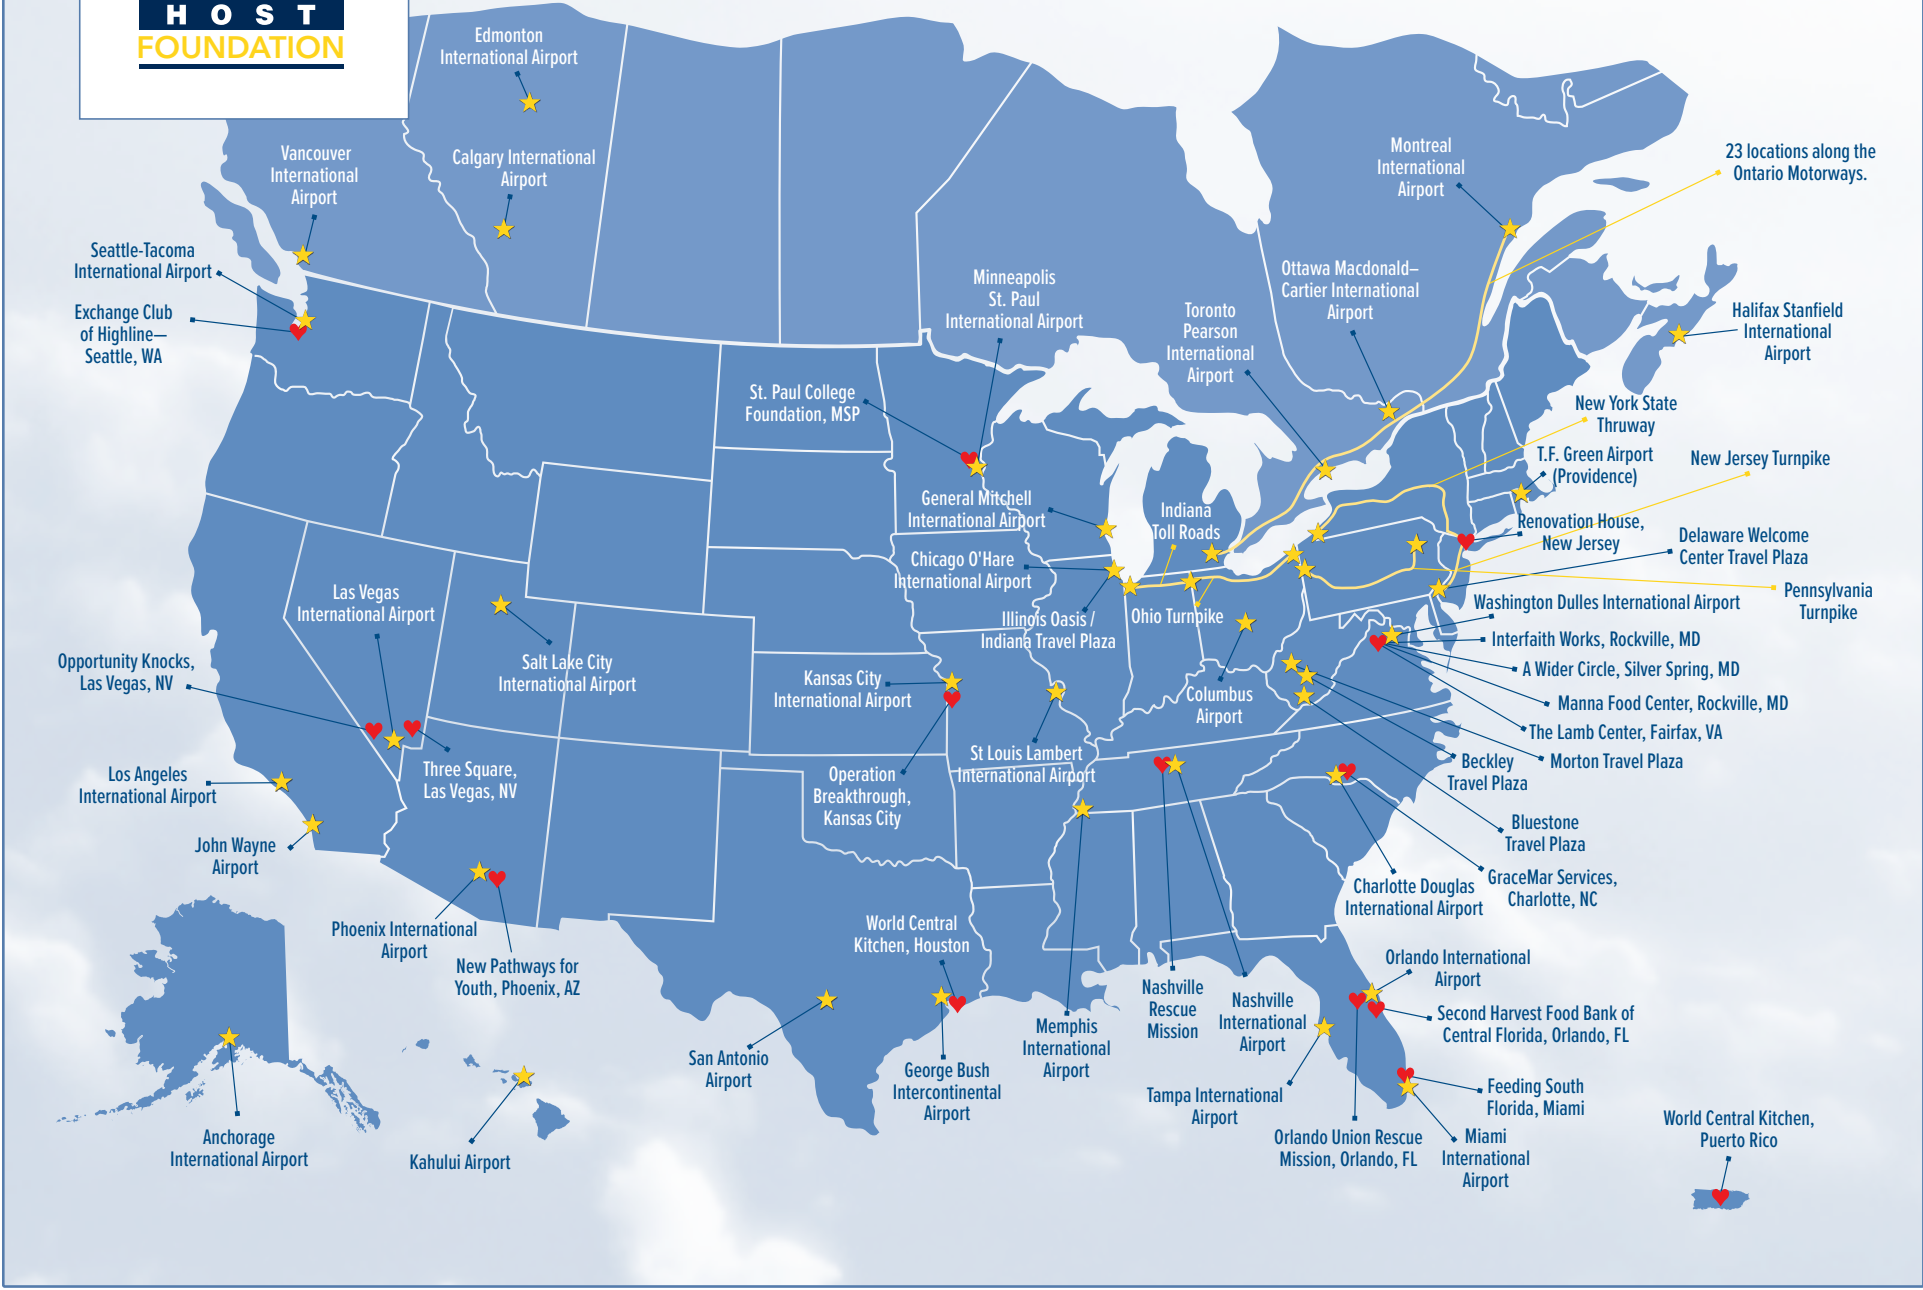 HOST
FOUNDATION
Edmonton
International Airport
Vancouver
International
Airport
Calgary International
Airport
Montreal
International
Airport
23 locations along the
Ontario Motorways.
Seattle-Tacoma
International Airport
Exchange Club
of Highline—
Seattle, WA
Minneapolis
St. Paul
International Airport
Ottawa Macdonald–
Cartier International
Airport
Toronto
Pearson
International
Airport
Halifax Stanfield
International
Airport
St. Paul College
Foundation, MSP
New York State
Thruway
T.F. Green Airport
(Providence)
New Jersey Turnpike
General Mitchell
International Airport
Indiana
Toll Roads
Renovation House,
New Jersey
Delaware Welcome
Center Travel Plaza
Chicago O'Hare
International Airport
Las Vegas
International Airport
Illinois Oasis /
Indiana Travel Plaza
Ohio Turnpike
Pennsylvania
Turnpike
Washington Dulles International Airport
Interfaith Works, Rockville, MD
A Wider Circle, Silver Spring, MD
Manna Food Center, Rockville, MD
The Lamb Center, Fairfax, VA
Opportunity Knocks,
Las Vegas, NV
Salt Lake City
International Airport
Kansas City
International Airport
Columbus
Airport
Los Angeles
International Airport
Three Square,
Las Vegas, NV
Operation
Breakthrough,
Kansas City
St Louis Lambert
International Airport
Beckley
Travel Plaza
Morton Travel Plaza
John Wayne
Airport
Bluestone
Travel Plaza
Charlotte Douglas
International Airport
GraceMar Services,
Charlotte, NC
Phoenix International
Airport
New Pathways for
Youth, Phoenix, AZ
World Central
Kitchen, Houston
Orlando International
Airport
Nashville
Rescue
Mission
Nashville
International
Airport
Second Harvest Food Bank of
Central Florida, Orlando, FL
Memphis
International
Airport
San Antonio
Airport
George Bush
Intercontinental
Airport
Tampa International
Airport
Feeding South
Florida, Miami
Orlando Union Rescue
Mission, Orlando, FL
Miami
International
Airport
World Central Kitchen,
Puerto Rico
Anchorage
International Airport
Kahului Airport